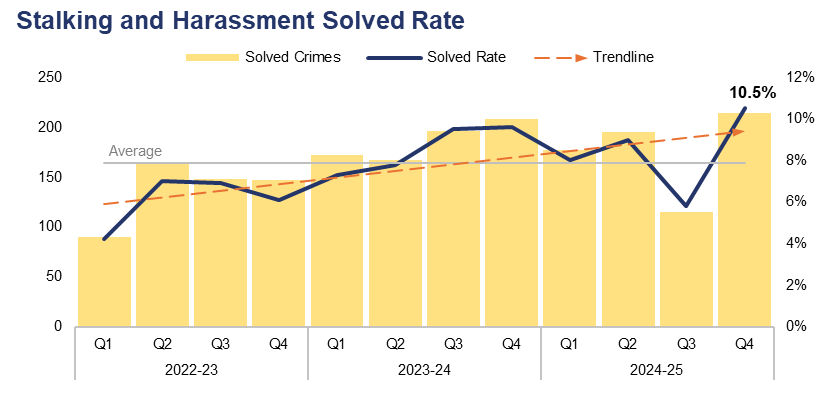 Stalking and Harassment Solved Rate
Solved Crimes Solved Rate Trendline
250 12%
10.5%
200 10%
Average
150 8%
6%
100 4%
50 2%
0 0%
Q1 Q2 Q3 Q4 Q1 Q2 Q3 Q4 Q1 Q2 Q3 Q4
2022-23 2023-24 2024-25